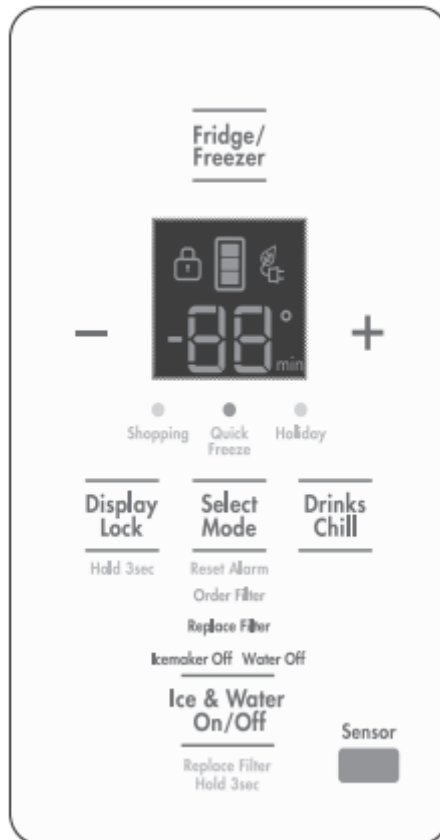 Fridge/
Freezer
-88°
min
− +
Shopping Quick Freeze Holiday
Display Lock
Select Mode
Drinks Chill
Hold 3sec
Reset Alarm
Order Filter
Replace Filter
Icemaker Off Water Off
Ice & Water
On/Off
Sensor
Replace Filter
Hold 3sec